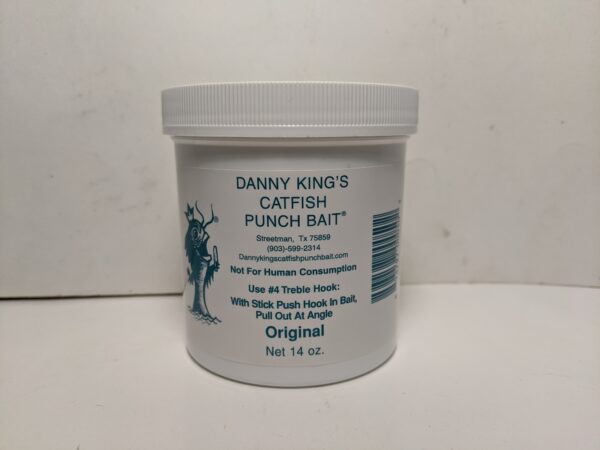 DANNY KING'S
CATFISH
PUNCH BAIT®
Streetman, Tx 75859
(903)-599-2314
Dannykingscatfishpunchbait.com
Not For Human Consumption
Use #4 Treble Hook:
With Stick Push Hook In Bait,
Pull Out At Angle
Original
Net 14 oz.
®